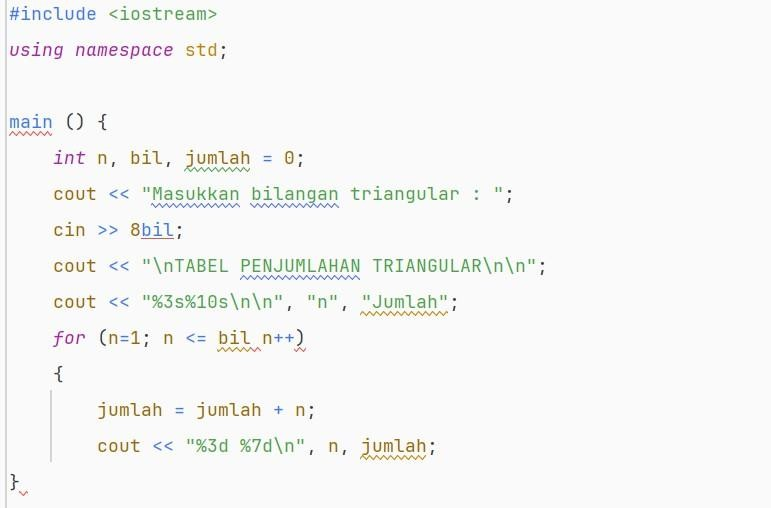 #include <iostream>
using namespace std;
main () {
int n, bil, jumlah = 0;
cout << "Masukkan bilangan triangular : ";
cin >> 8bil;
cout << "\nTABEL PENJUMLAHAN TRIANGULAR\n\n";
cout << "%3s%10s\n\n", "n", "Jumlah";
for (n=1; n <= bil n++)
{
jumlah = jumlah + n;
cout << "%3d %7d\n", n, jumlah;
}